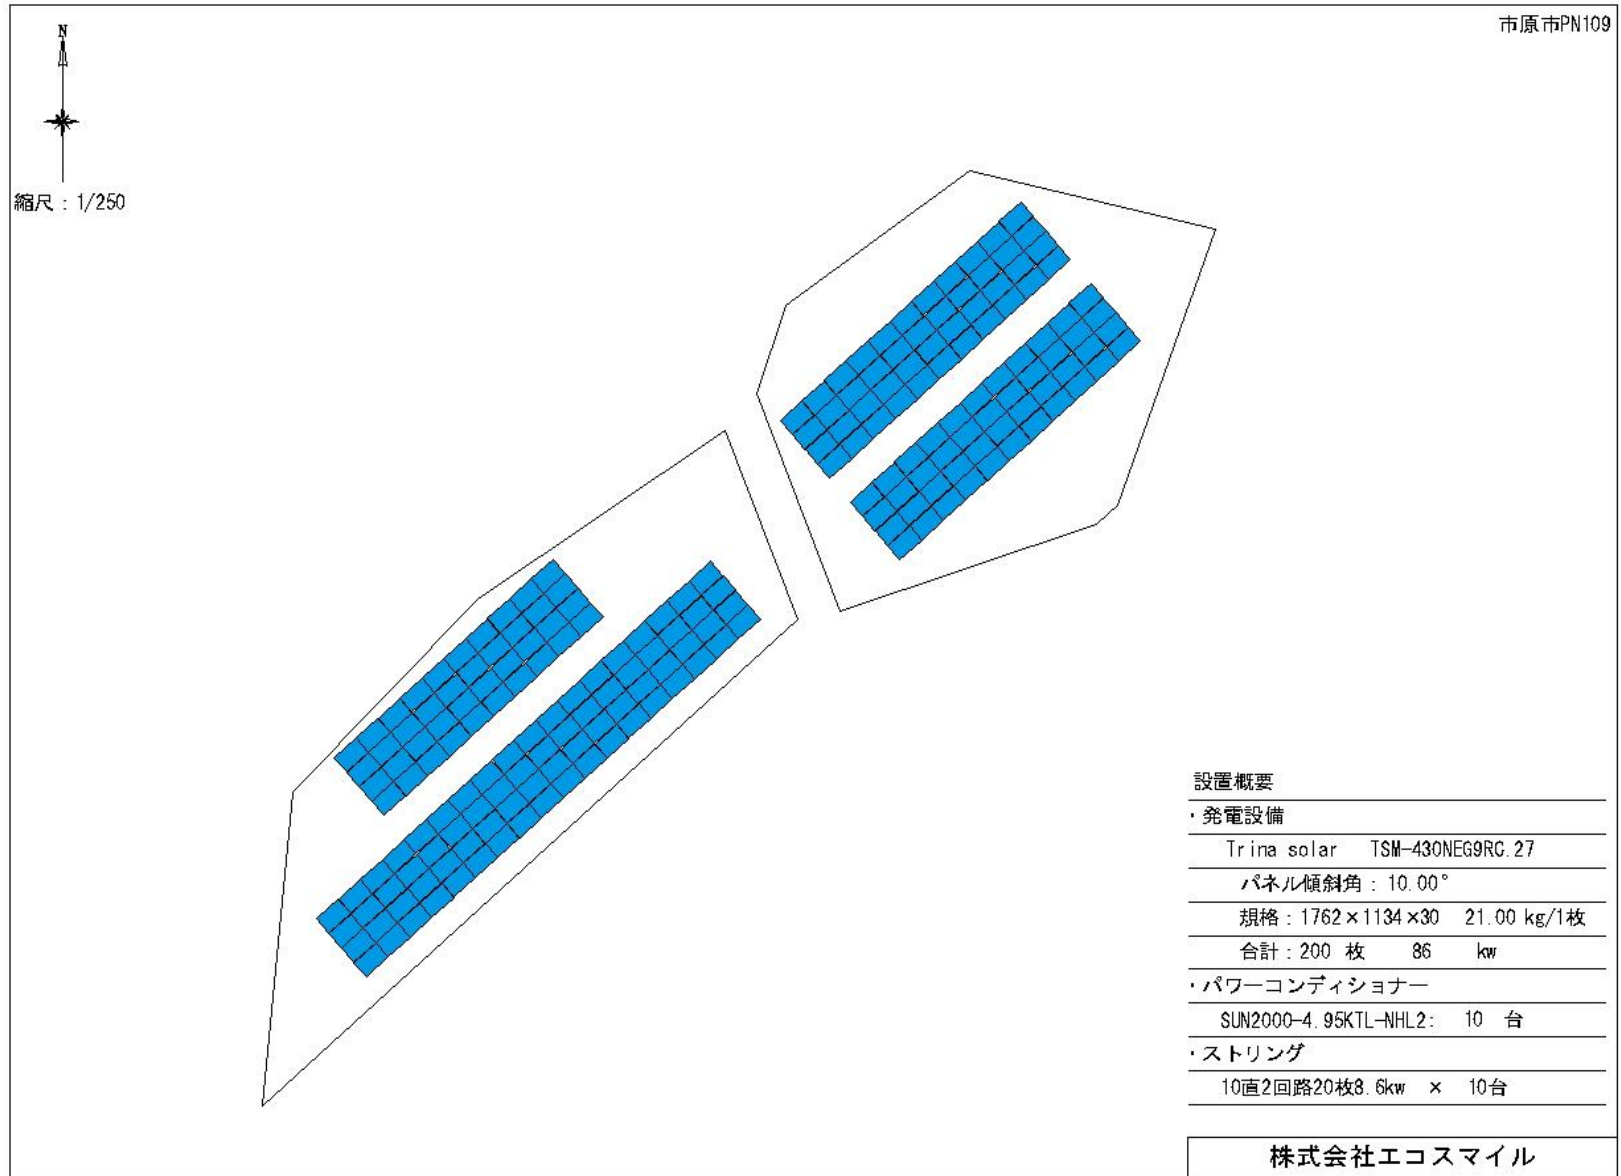 市原市PN109
N
縮尺：1/250
設置概要
・発電設備
Trina solar TSM-430NEG9RC.27
パネル傾斜角：10.00°
規格：1762×1134×30 21.00 kg/1枚
合計：200 枚 86 kw
・パワーコンディショナー
SUN2000-4.95KTL-NHL2: 10 台
・ストリング
10直2回路20枚8.6kw × 10台
株式会社エコスマイル